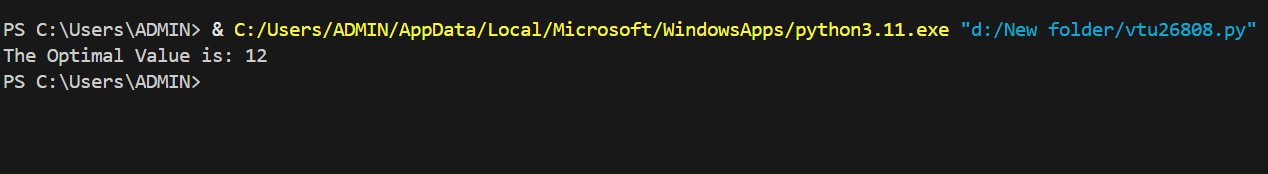 PS C:\Users\ADMIN> & C:/Users/ADMIN/AppData/Local/Microsoft/WindowsApps/python3.11.exe "d:/New folder/vtu26808.py"
The Optimal Value is: 12
PS C:\Users\ADMIN>